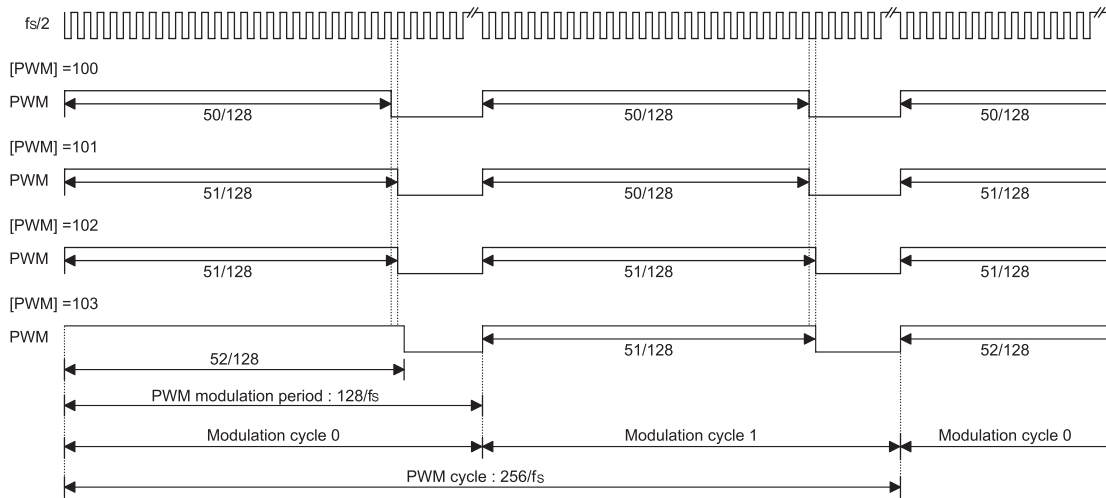 fs/2
[PWM] =100
PWM
50/128 50/128 50/128
[PWM] =101
PWM
51/128 50/128 51/128
[PWM] =102
PWM
51/128 51/128 51/128
[PWM] =103
PWM
52/128 51/128 52/128
PWM modulation period : 128/fs
Modulation cycle 0 Modulation cycle 1 Modulation cycle 0
PWM cycle : 256/fs